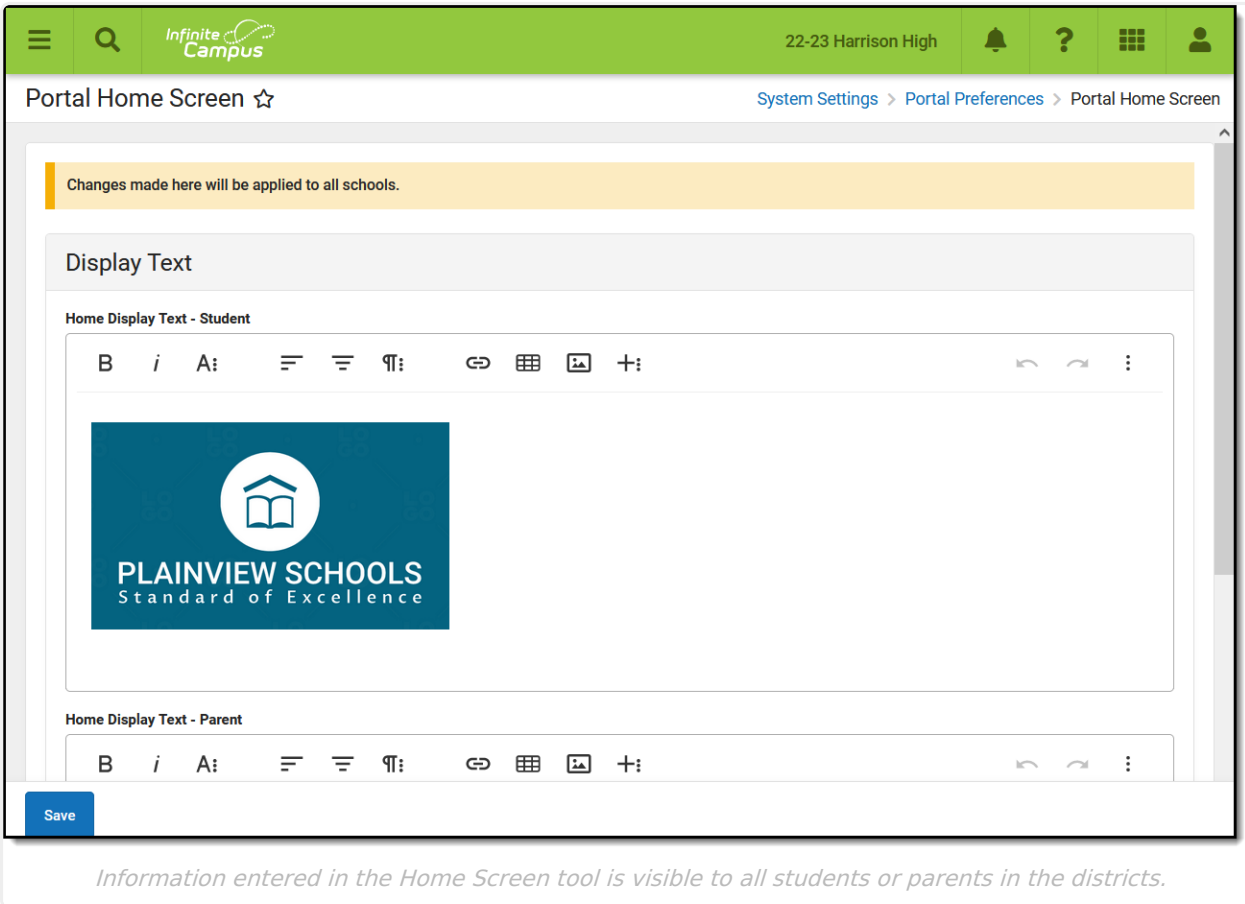 Infinite
Campus
22-23 Harrison High
?
Portal Home Screen
System Settings > Portal Preferences > Portal Home Screen
Changes made here will be applied to all schools.
Display Text
Home Display Text - Student
B i A
PLAINVIEW SCHOOLS
Standard of Excellence
Home Display Text - Parent
B i A
Save
Information entered in the Home Screen tool is visible to all students or parents in the districts.